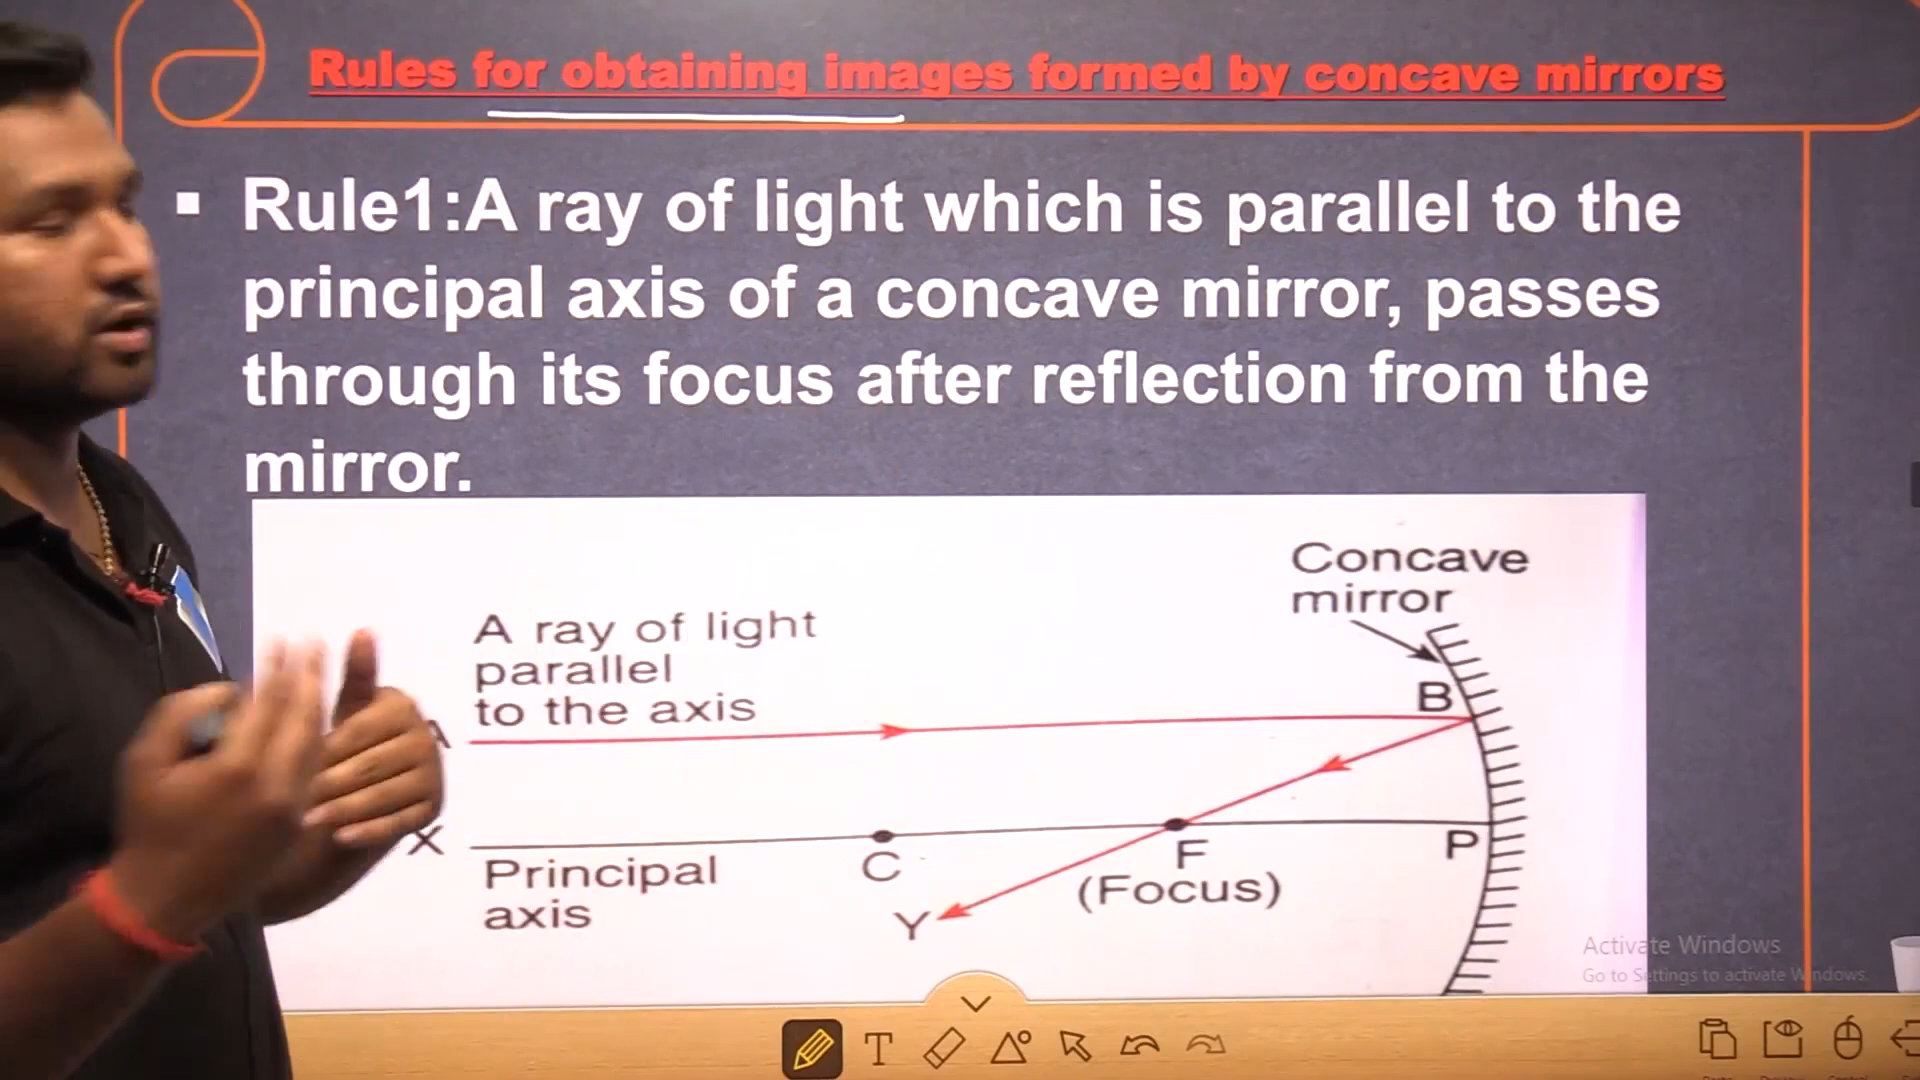 Rules for obtaining images formed by concave mirrors
▪ Rule1:A ray of light which is parallel to the
principal axis of a concave mirror, passes
through its focus after reflection from the
mirror.
Concave
mirror
A ray of light
parallel
to the axis
B
A
X
C
F
P
Principal
axis
(Focus)
Y
Activate Windows
Go to Settings to activate Windows.
T